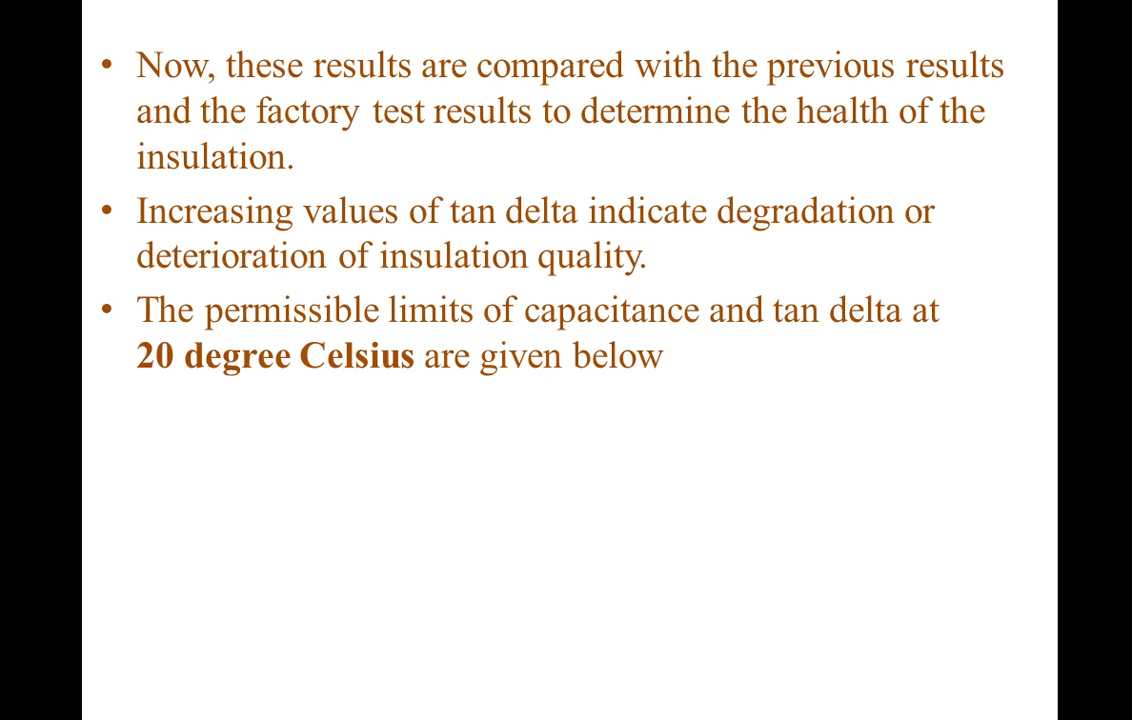 • Now, these results are compared with the previous results
and the factory test results to determine the health of the
insulation.
• Increasing values of tan delta indicate degradation or
deterioration of insulation quality.
• The permissible limits of capacitance and tan delta at
20 degree Celsius are given below